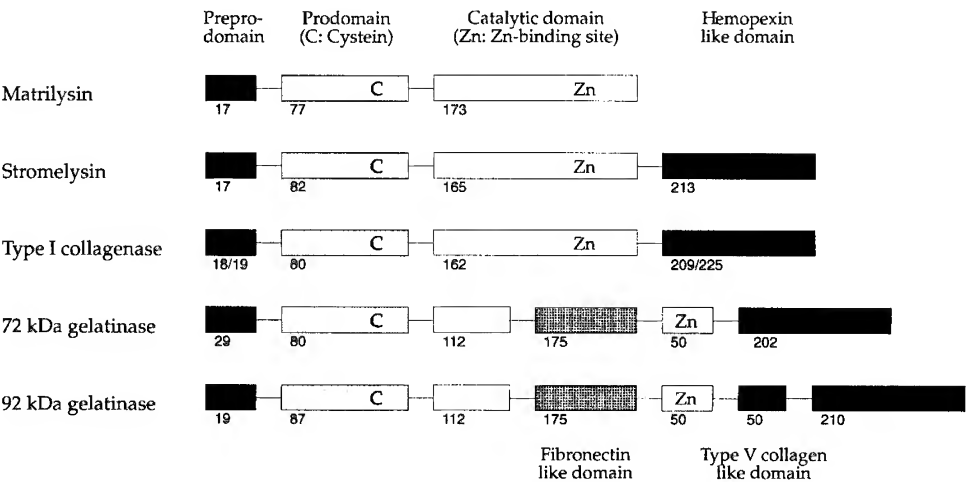 Prepro- Prodomain Catalytic domain Hemopexin
domain (C: Cystein) (Zn: Zn-binding site) like domain
Matrilysin C Zn
17 77 173
Stromelysin C Zn
17 82 165 213
Type I collagenase C Zn
18/19 80 162 209/225
72 kDa gelatinase C Zn
29 80 112 175 50 202
92 kDa gelatinase C Zn
19 87 112 175 50 50 210
Fibronectin Type V collagen
like domain like domain